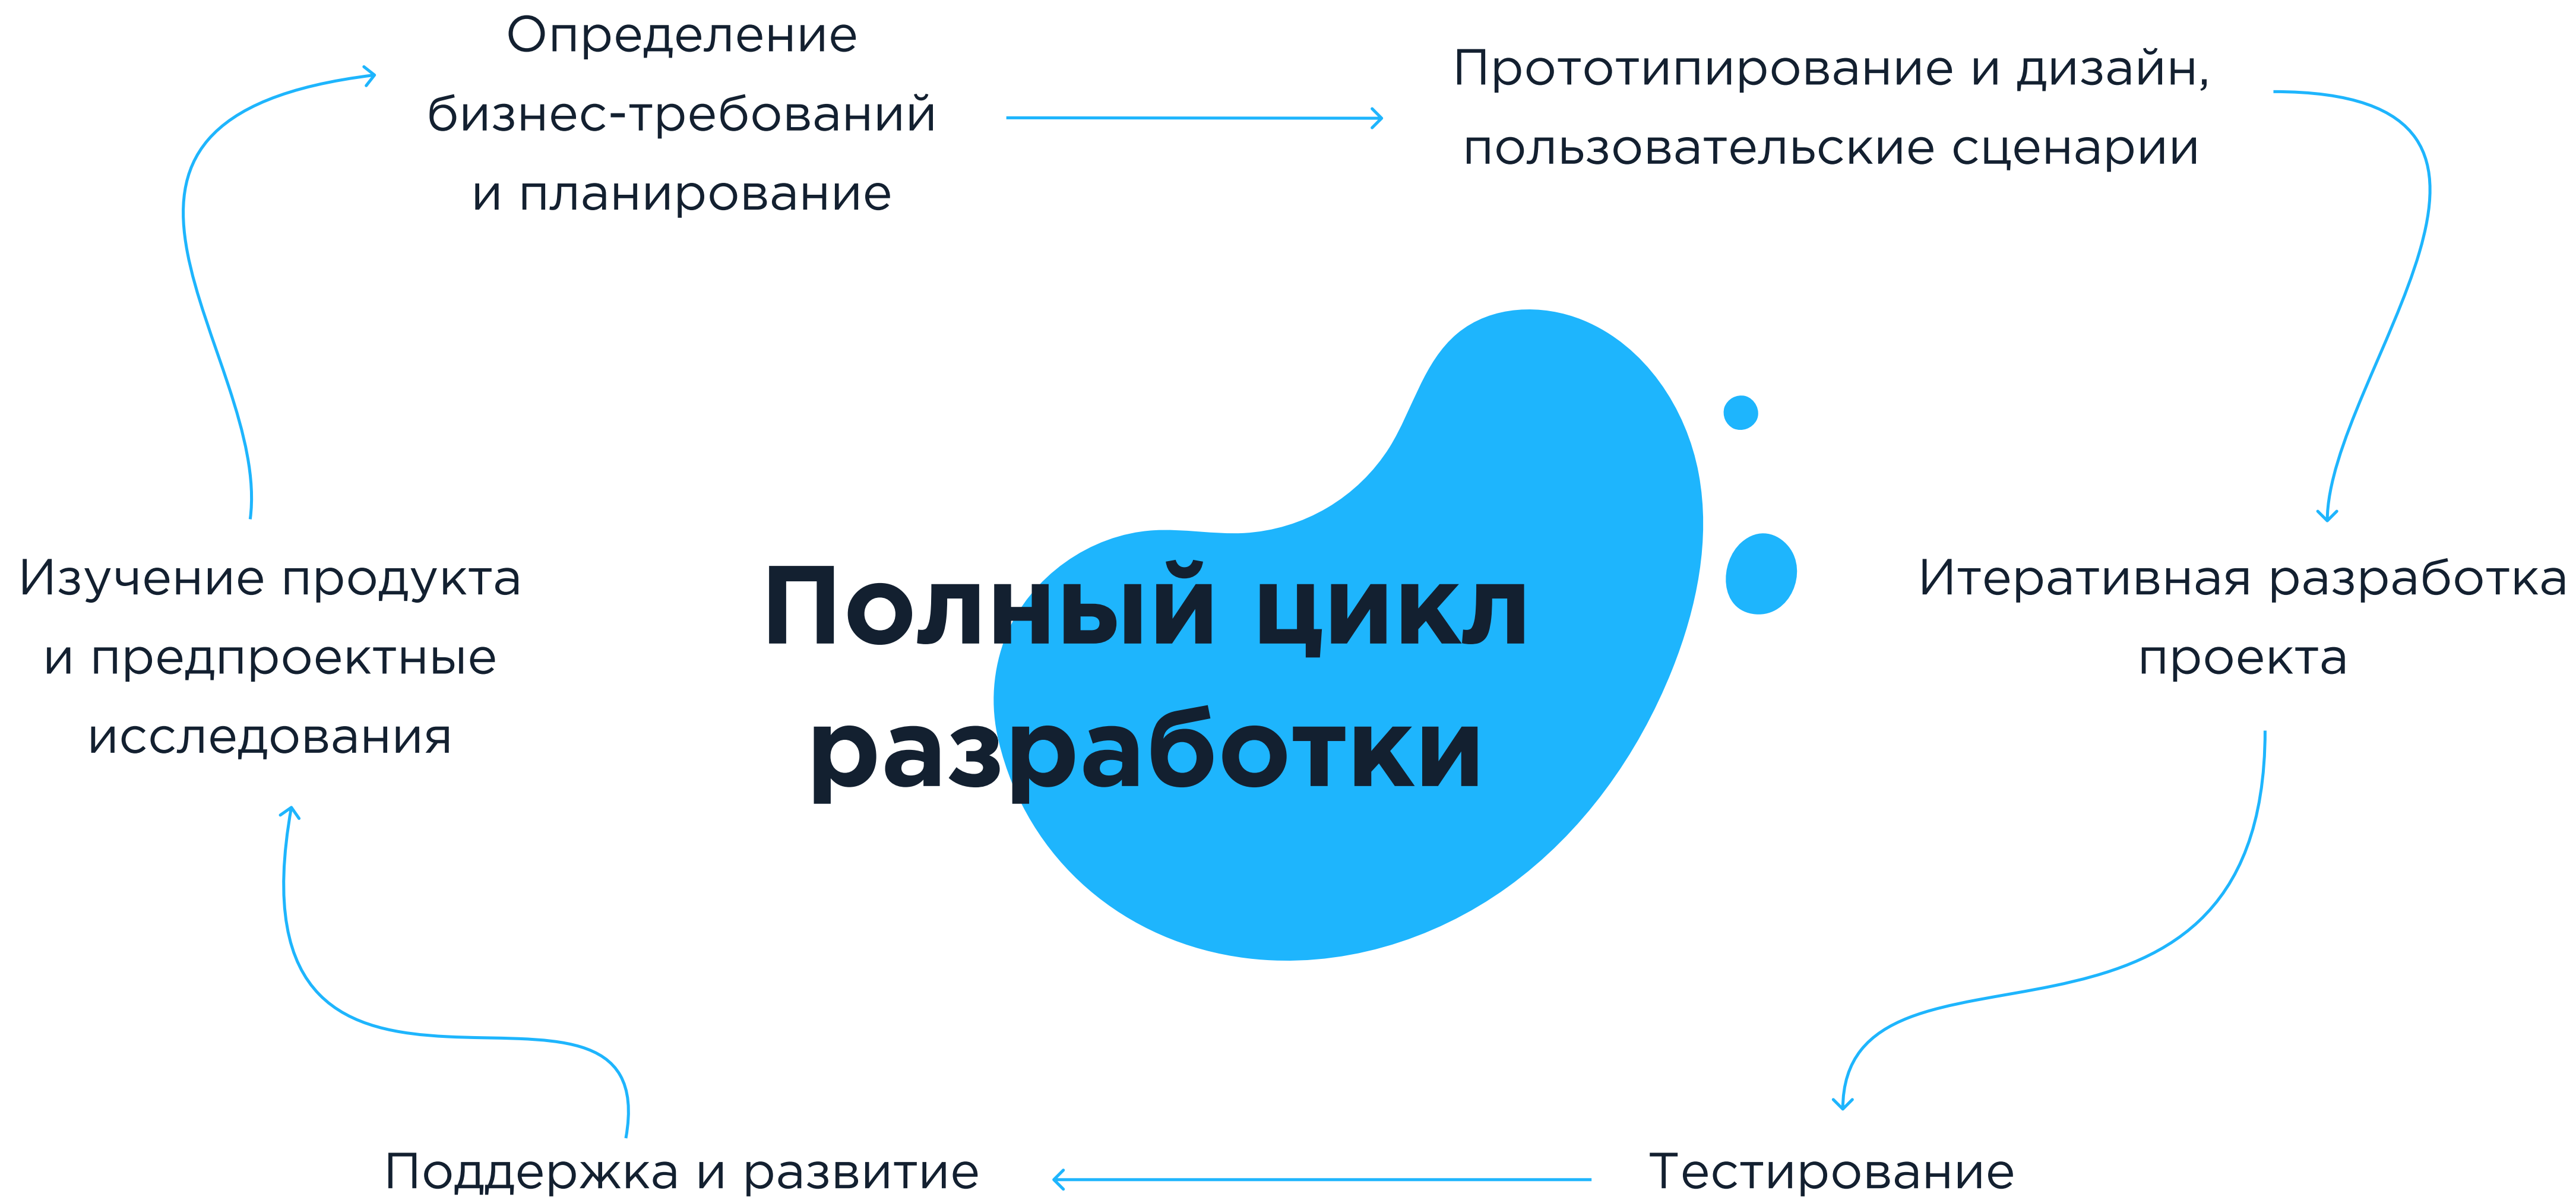 Определение
бизнес-требований
и планирование
Прототипирование и дизайн,
пользовательские сценарии
Изучение продукта
и предпроектные
исследования
Полный цикл
разработки
Итеративная разработка
проекта
Поддержка и развитие
Тестирование